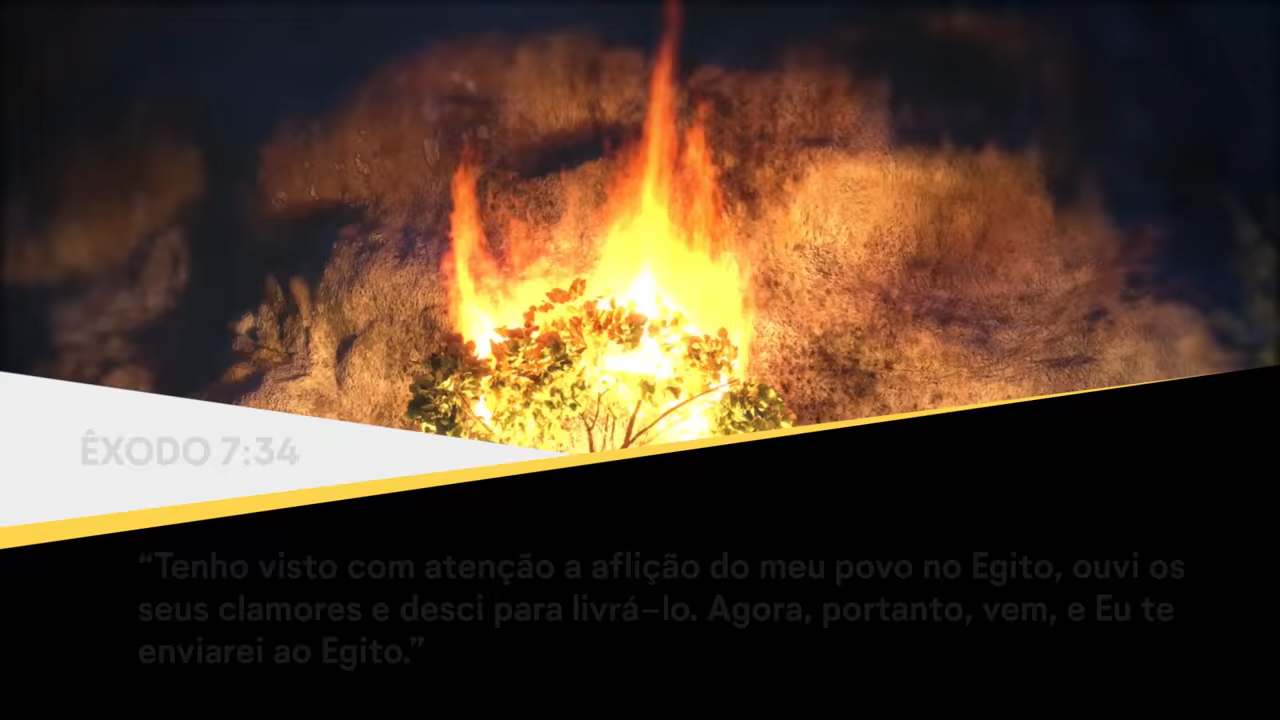 ÊXODO 7:34
“Tenho visto com atenção a aflição do meu povo no Egito, ouvi os
seus clamores e desci para livrá-lo. Agora, portanto, vem, e Eu te
enviarei ao Egito.”